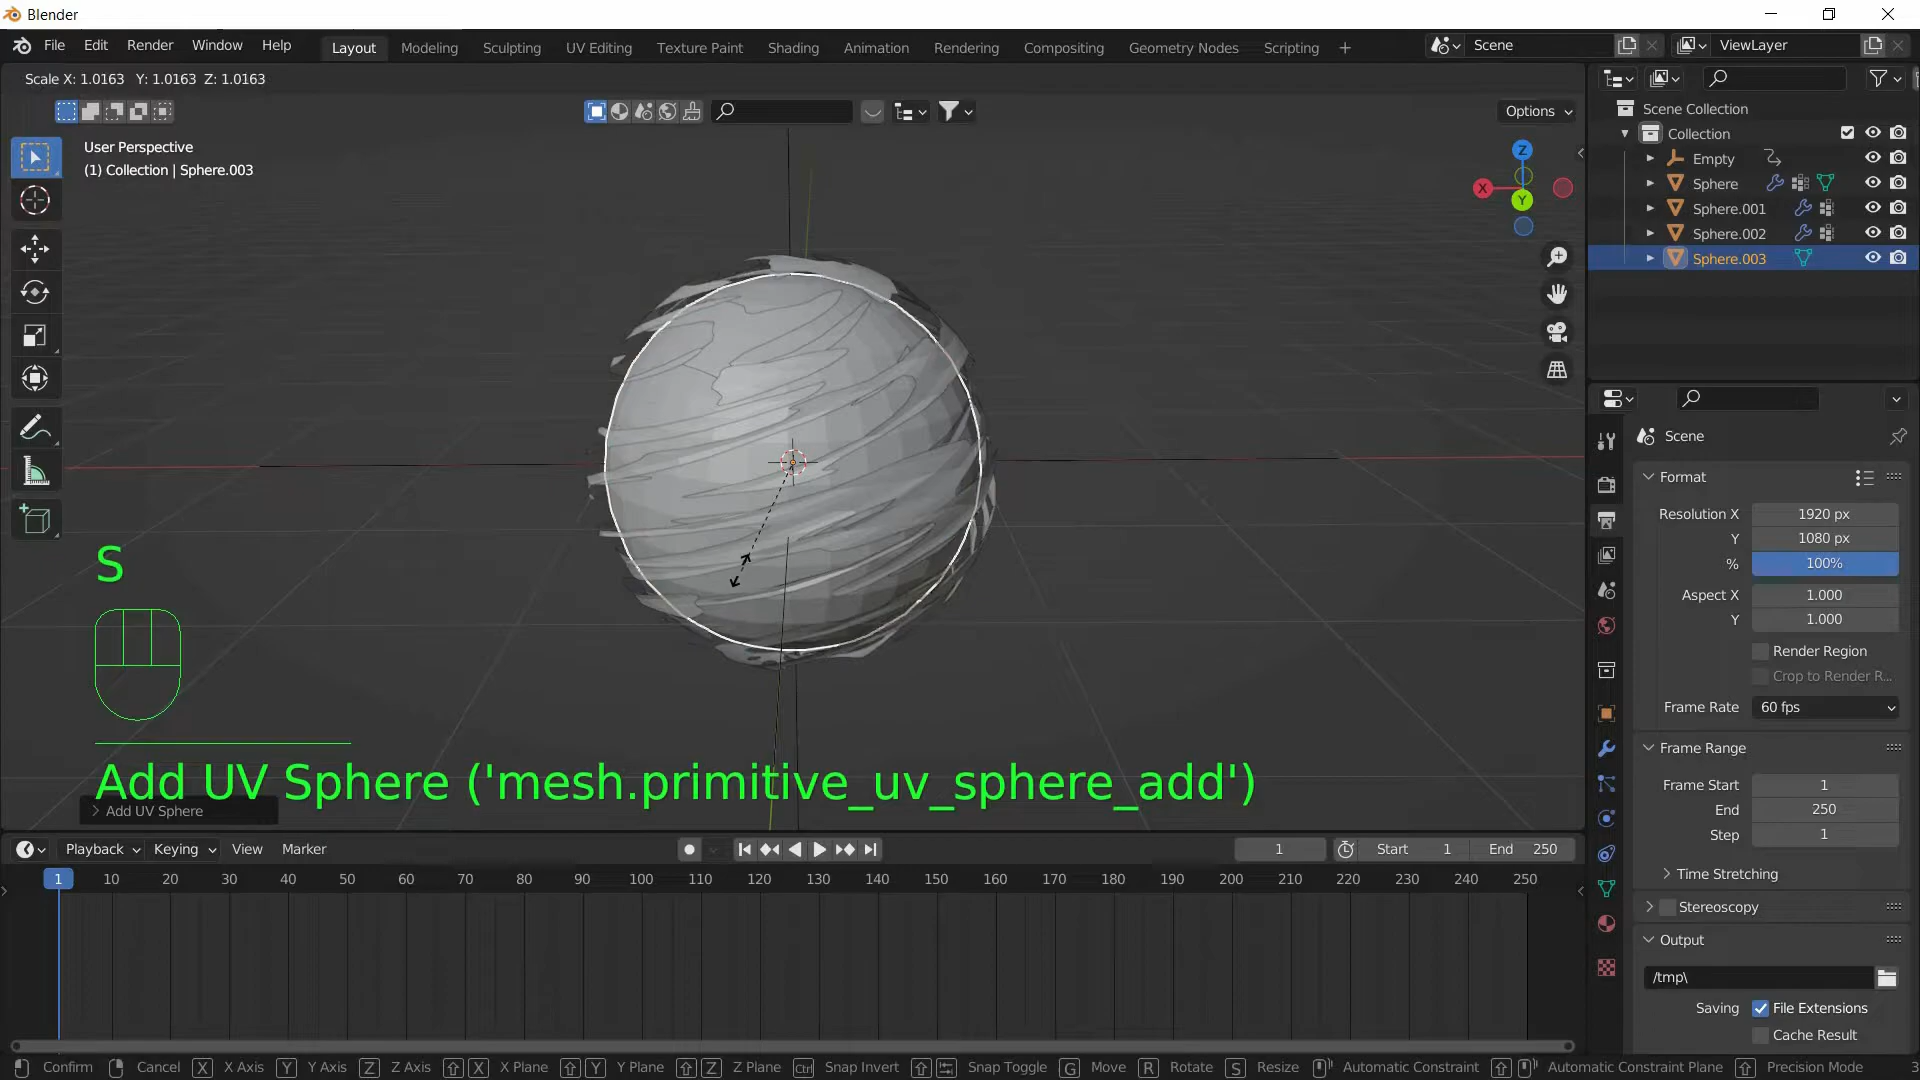 Blender
File Edit Render Window Help Layout Modeling Sculpting UV Editing Texture Paint Shading Animation Rendering Compositing Geometry Nodes Scripting + Scene ViewLayer
Scale X: 1.0163 Y: 1.0163 Z: 1.0163
Options
User Perspective
(1) Collection | Sphere.003
Z
X
Y
Scene Collection
Collection
Empty
Sphere
Sphere.001
Sphere.002
Sphere.003
Scene
Format
Resolution X 1920 px
Y 1080 px
% 100%
Aspect X 1.000
Y 1.000
Render Region
Crop to Render R...
Frame Rate 60 fps
Frame Range
Frame Start 1
End 250
Step 1
Time Stretching
Stereoscopy
Output
/tmp\
Saving File Extensions
Cache Result
S
Add UV Sphere ('mesh.primitive_uv_sphere_add')
Add UV Sphere
Playback Keying View Marker 1 Start 1 End 250
1 10 20 30 40 50 60 70 80 90 100 110 120 130 140 150 160 170 180 190 200 210 220 230 240 250
Confirm Cancel X X Axis Y Y Axis Z Z Axis X X Plane Y Y Plane Z Z Plane Ctrl Snap Invert Snap Toggle G Move R Rotate S Resize Automatic Constraint Automatic Constraint Plane Precision Mode